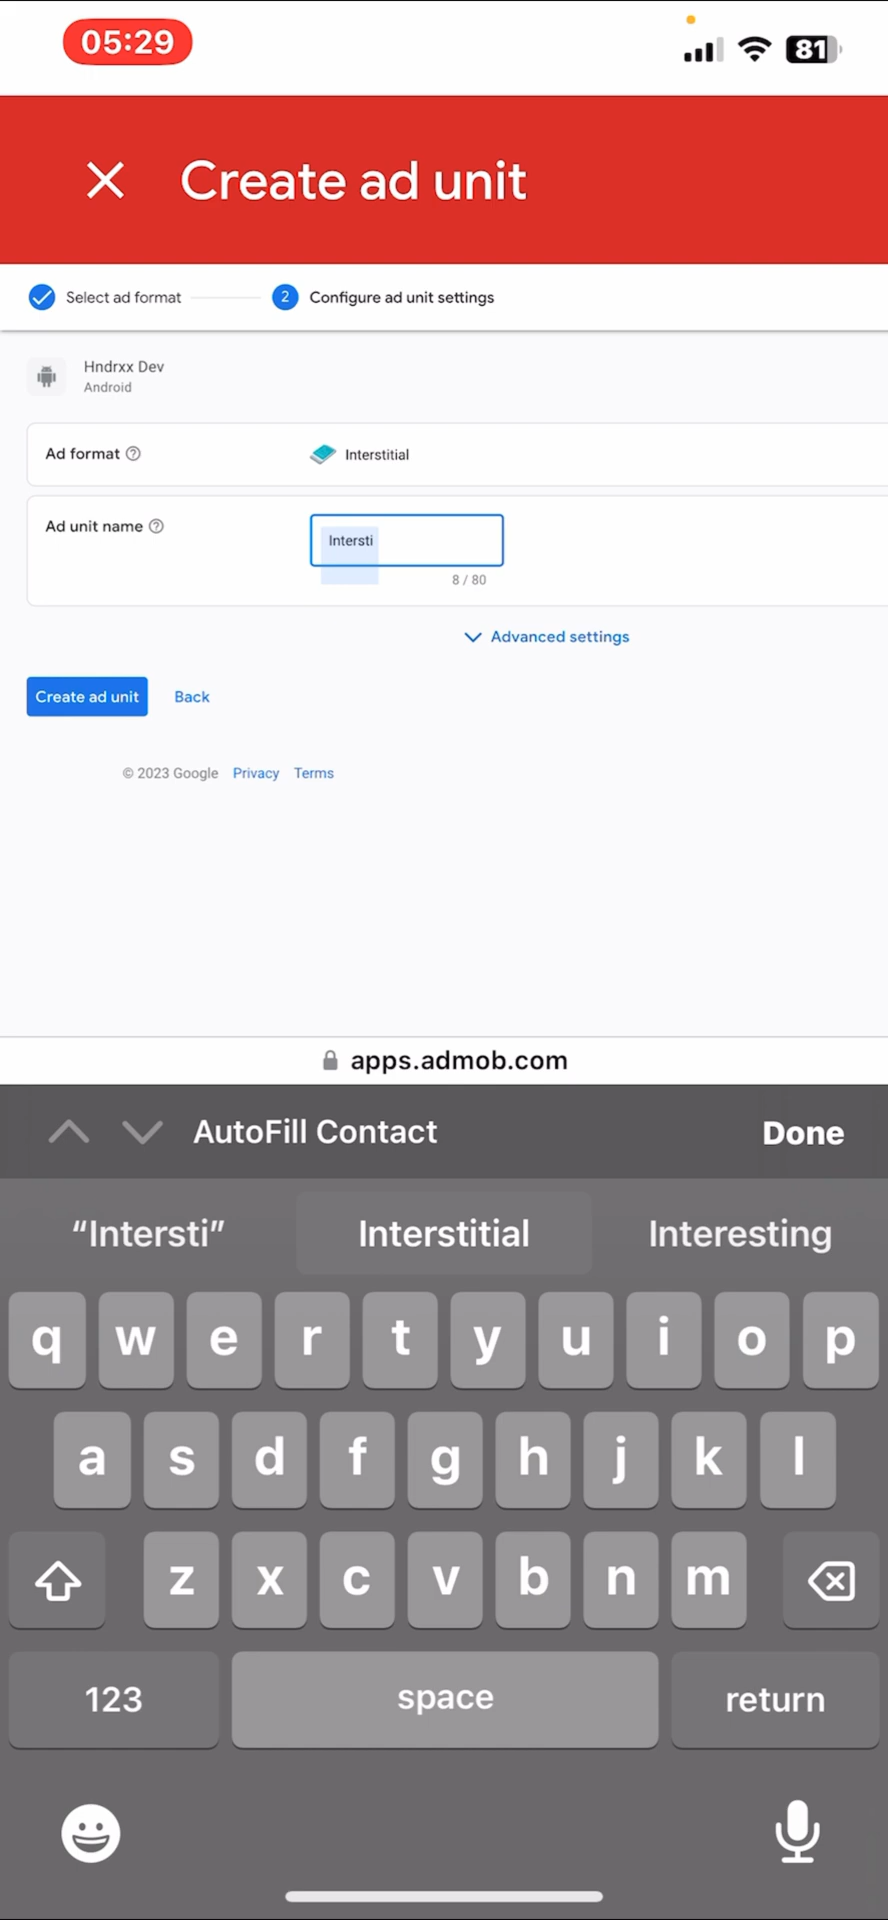 05:29
81
Create ad unit
Select ad format
2 Configure ad unit settings
Hndrxx Dev
Android
Ad format
Interstitial
Ad unit name
Intersti
8 / 80
Advanced settings
Create ad unit
Back
© 2023 Google Privacy Terms
apps.admob.com
AutoFill Contact
Done
“Intersti” Interstitial Interesting
q w e r t y u i o p
a s d f g h j k l
z x c v b n m
123 space return